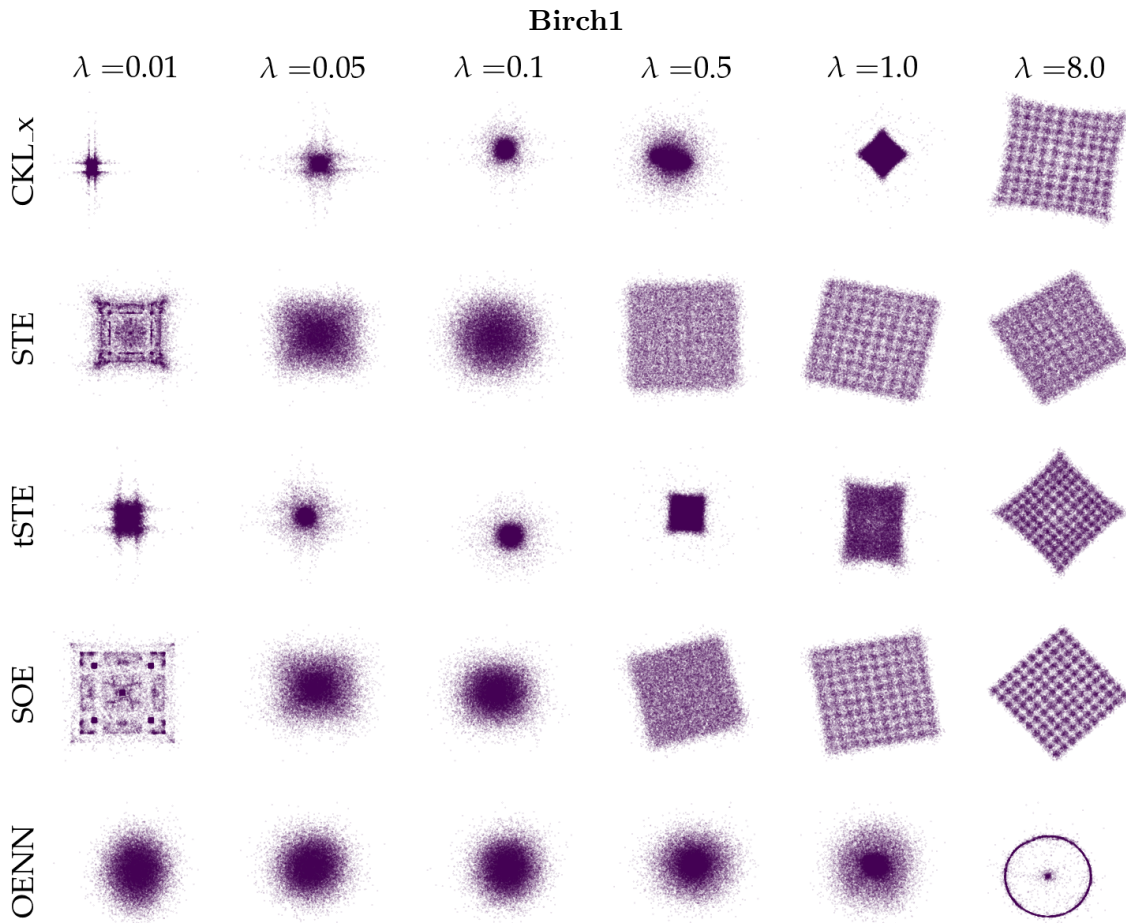 Birch1
λ =0.01 λ =0.05 λ =0.1 λ =0.5 λ =1.0 λ =8.0
CKL_x
STE
tSTE
SOE
OENN